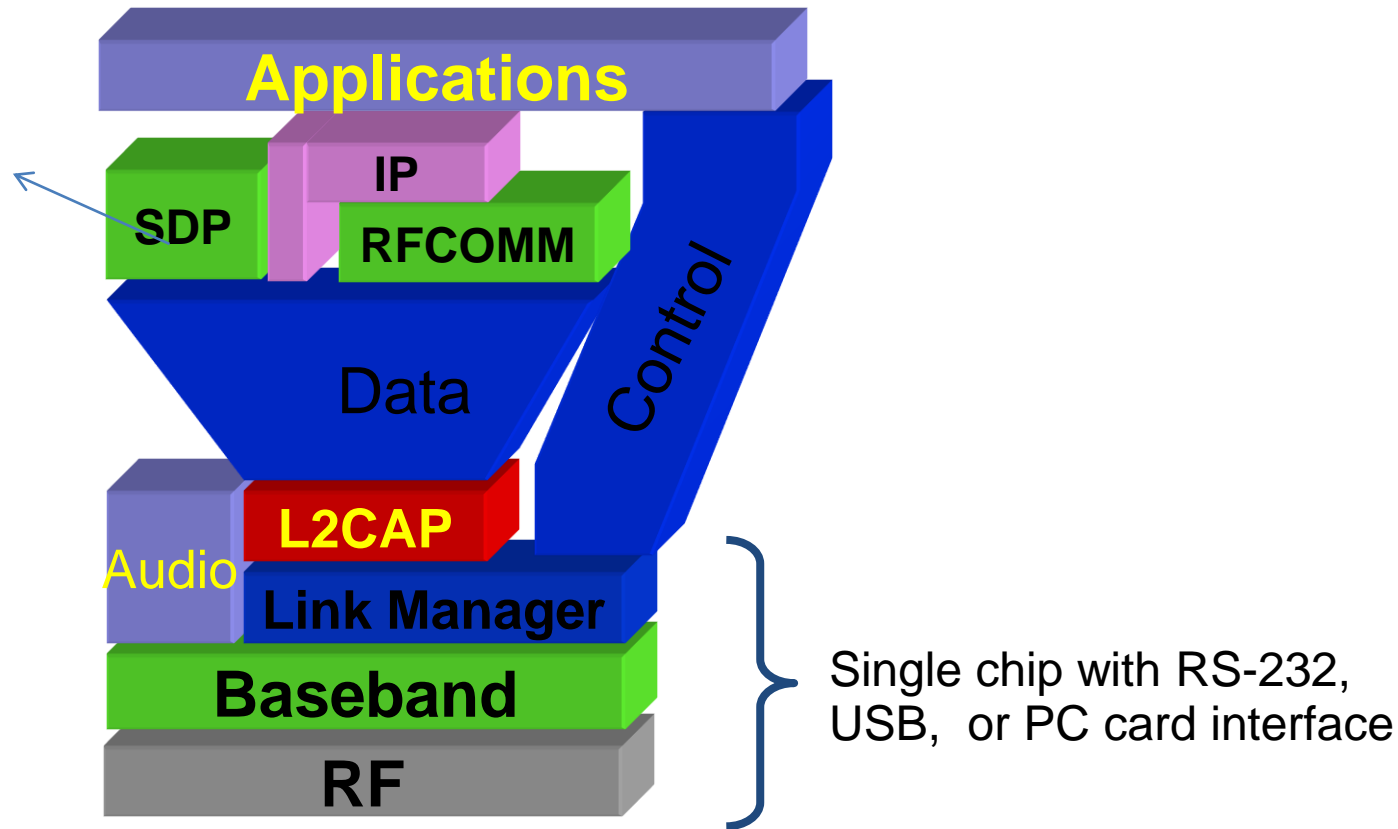 Applications
IP
SDP
RFCOMM
Control
Data
L2CAP
Audio
Link Manager
Baseband
RF
Single chip with RS-232,
USB,  or PC card interface